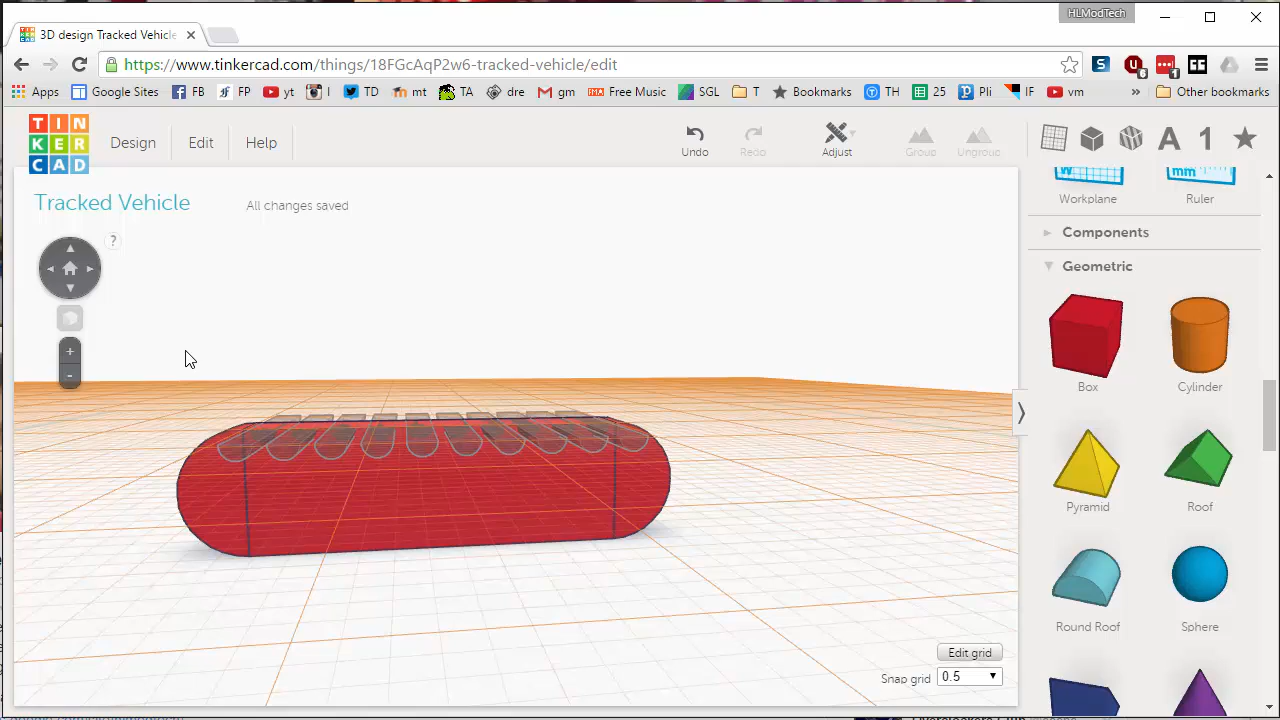 HLModTech
3D design Tracked Vehicle
https://www.tinkercad.com/things/18FGcAqP2w6-tracked-vehicle/edit
Apps Google Sites FB FP yt I TD mt TA dre gm IMA Free Music SGL T Bookmarks TH 25 Pli IF vm » Other bookmarks
TIN
KER
CAD
Design Edit Help Undo Redo Adjust Group Ungroup
Tracked Vehicle All changes saved
?
+
-
Workplane Ruler
Components
Geometric
Box Cylinder
Pyramid Roof
Round Roof Sphere
Edit grid
Snap grid 0.5